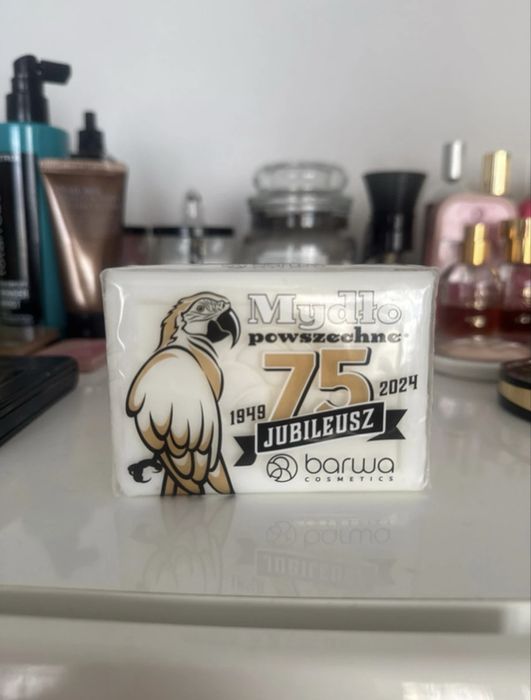 Mydło
powszechne
75
1949
2024
JUBILEUSZ
barwa
COSMETICS